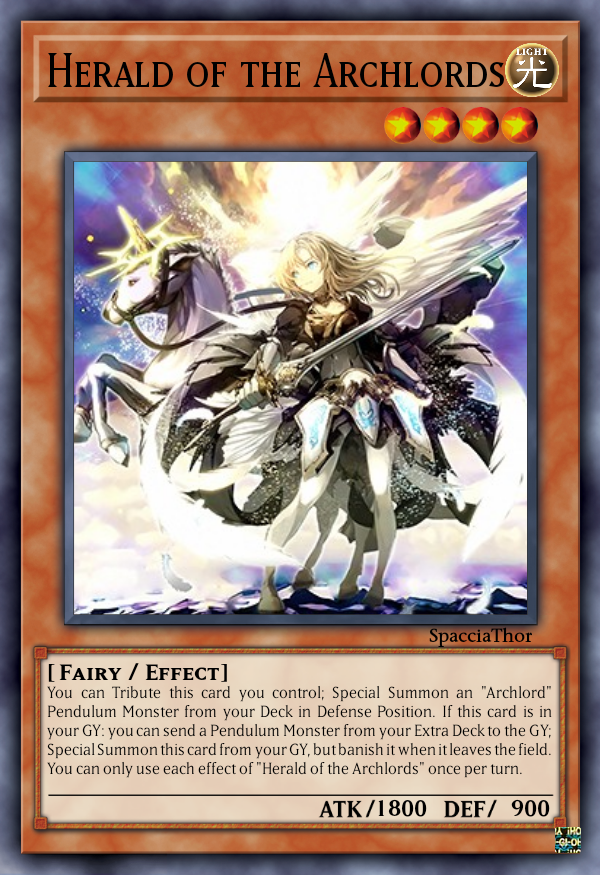 Herald of the Archlords
LIGHT
光
SpacciaThor
[ Fairy / Effect]
You can Tribute this card you control; Special Summon an "Archlord"
Pendulum Monster from your Deck in Defense Position. If this card is in
your GY: you can send a Pendulum Monster from your Extra Deck to the GY;
Special Summon this card from your GY, but banish it when it leaves the field.
You can only use each effect of "Herald of the Archlords" once per turn.
ATK/1800 DEF/ 900